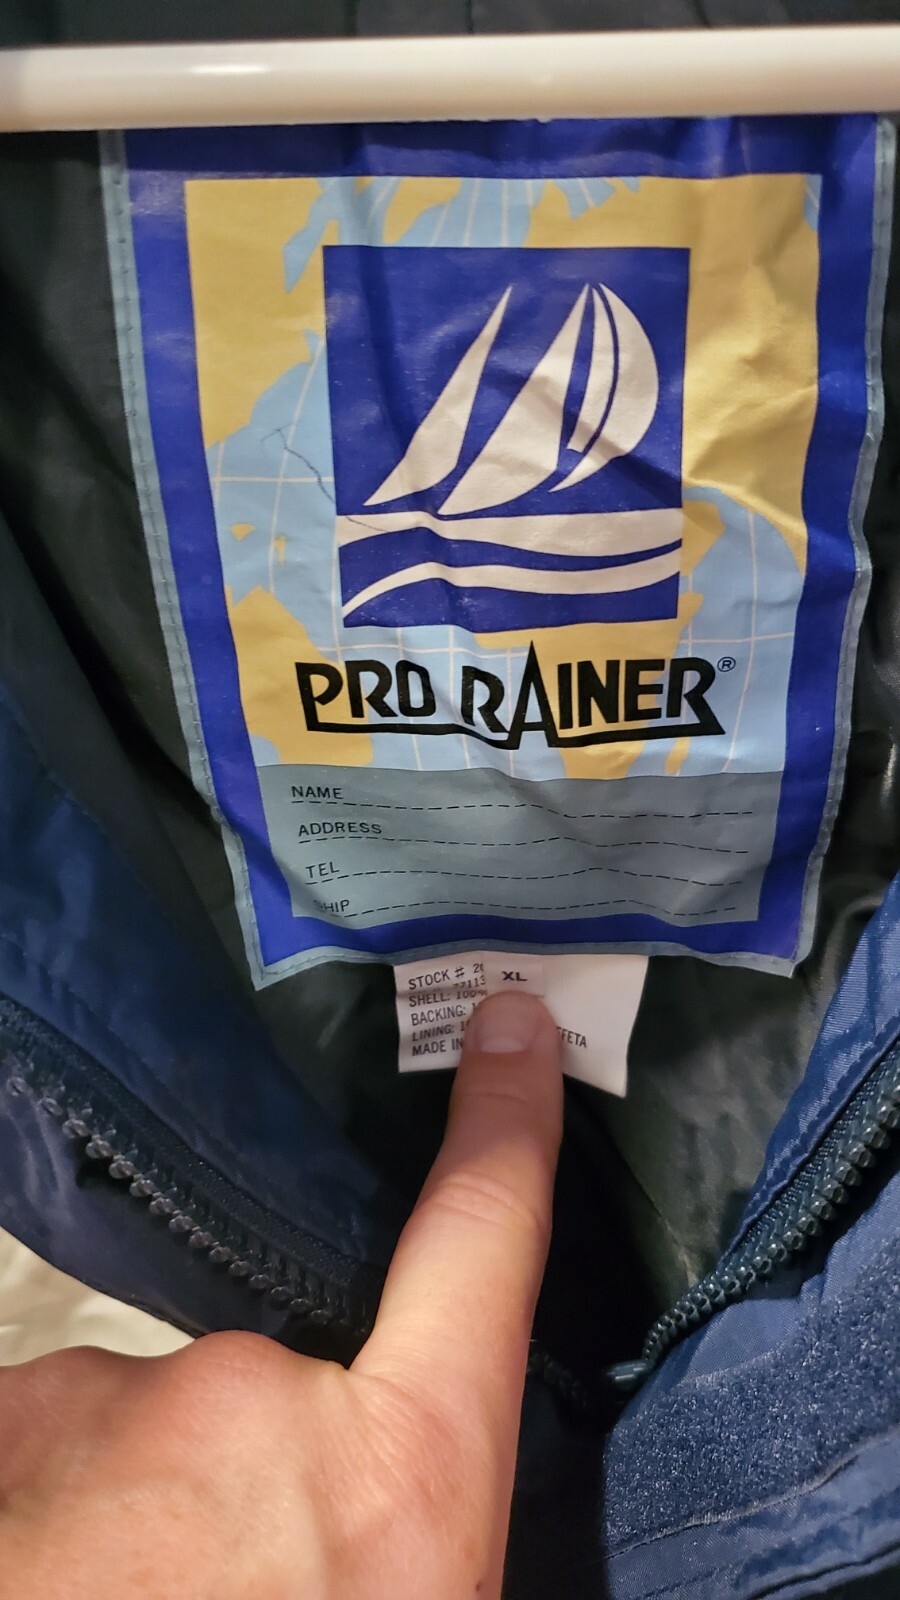 PRO RAINER®
NAME
ADDRESS
TEL
SHIP
STOCK #
XL
SHELL:
BACKING:
LINING:
MADE IN